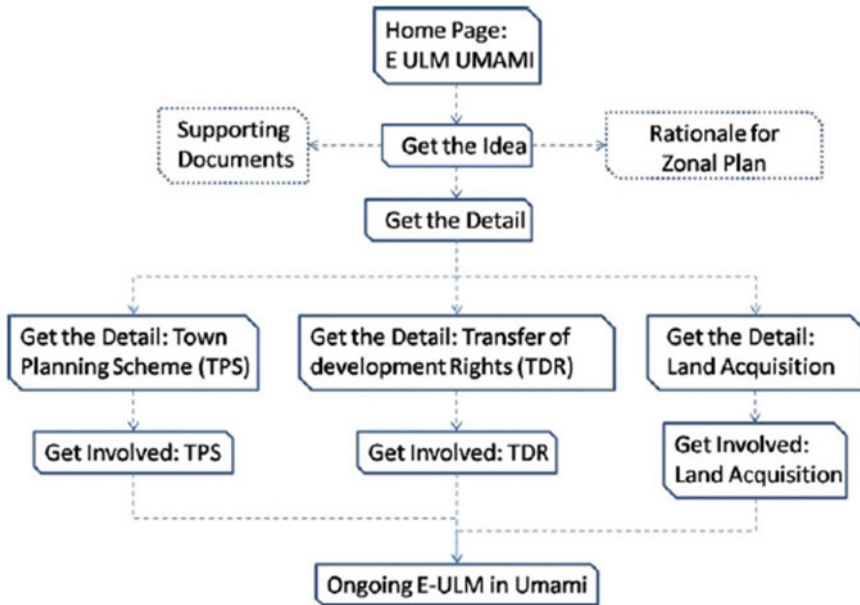 Home Page:
E ULM UMAMI
Supporting
Documents
Get the Idea
Rationale for
Zonal Plan
Get the Detail
Get the Detail: Town
Planning Scheme (TPS)
Get the Detail: Transfer of
development Rights (TDR)
Get the Detail:
Land Acquisition
Get Involved: TPS
Get Involved: TDR
Get Involved:
Land Acquisition
Ongoing E-ULM in Umami